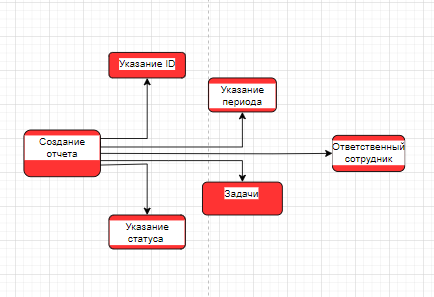 Указание ID
Указание
периода
Создание
отчета
Ответственный
сотрудник
Задачи
Указание
статуса